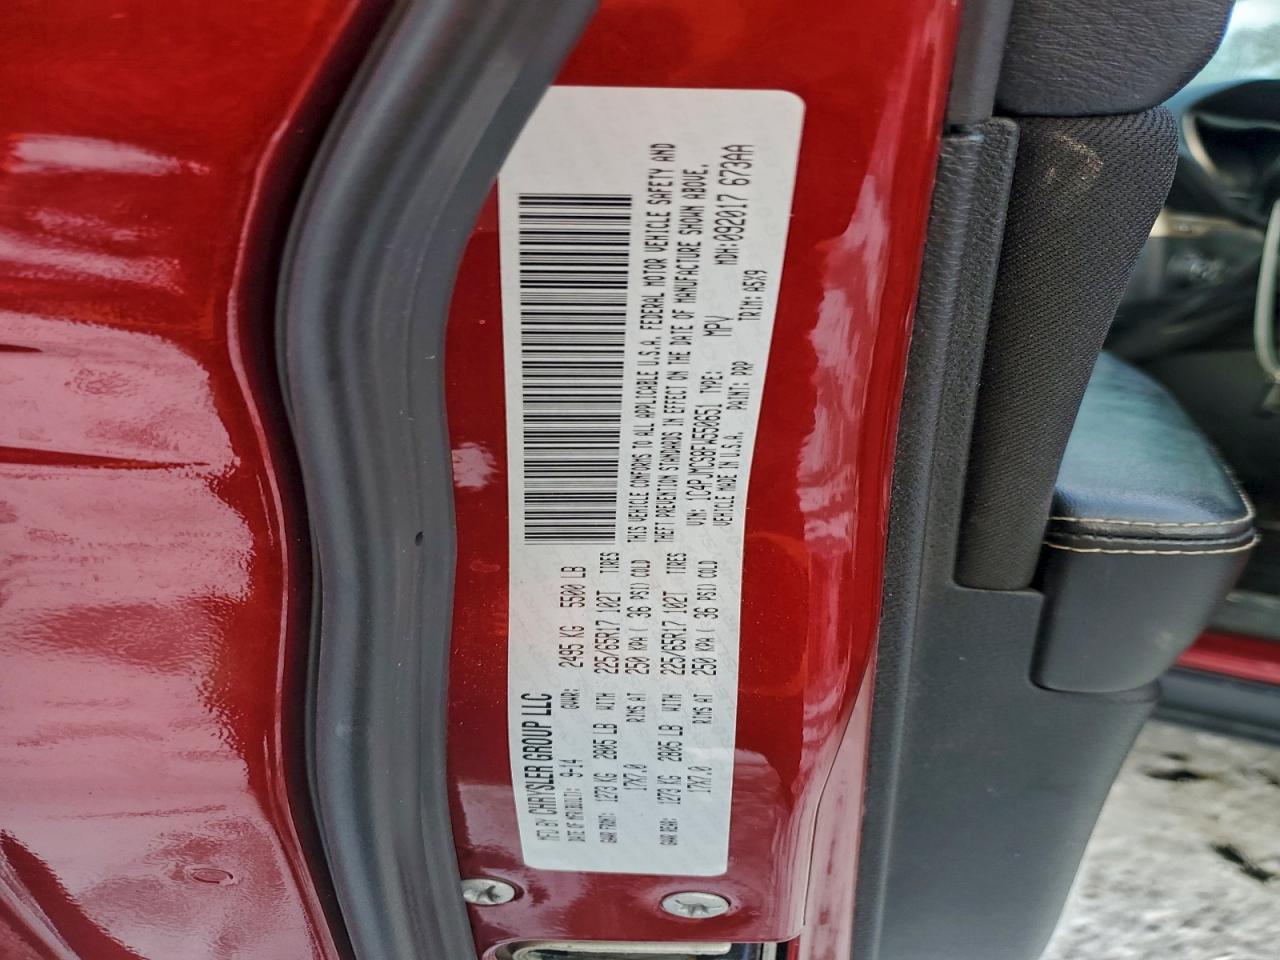 MFD BY CHRYSLER GROUP LLC
DATE OF MFR(BUILT): 9-14 GVWR: 2495 KG 5500 LB
GAWR FRONT: 1273 KG 2805 LB WITH 225/65R17 102T TIRES
17X7.0 RIMS AT 250 KPA ( 36 PSI) COLD
GAWR REAR: 1273 KG 2805 LB WITH 225/65R17 102T TIRES
17X7.0 RIMS AT 250 KPA ( 36 PSI) COLD
THIS VEHICLE CONFORMS TO ALL APPLICABLE U.S.A. FEDERAL MOTOR VEHICLE SAFETY AND
THEFT PREVENTION STANDARDS IN EFFECT ON THE DATE OF MANUFACTURE SHOWN ABOVE.
VIN: 1C4PJMCS8FW550651 TYPE: MPV MDH:092017 673AA
VEHICLE MADE IN U.S.A. PAINT: PRP TRIM: A5X9